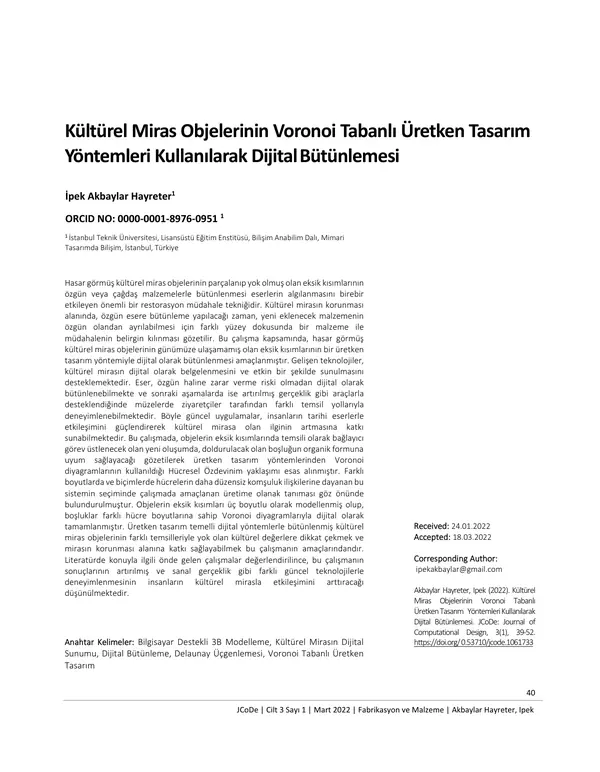 Kültürel Miras Objelerinin Voronoi Tabanlı Üretken Tasarım
Yöntemleri Kullanılarak Dijital Bütünlemesi
İpek Akbaylar Hayreter¹
ORCID NO: 0000-0001-8976-0951 ¹
¹ İstanbul Teknik Üniversitesi, Lisansüstü Eğitim Enstitüsü, Bilişim Anabilim Dalı, Mimari
Tasarımda Bilişim, İstanbul, Türkiye
Hasar görmüş kültürel miras objelerinin parçalanıp yok olmuş olan eksik kısımlarının
özgün veya çağdaş malzemelerle bütünlenmesi eserlerin algılanmasını birebir
etkileyen önemli bir restorasyon müdahale tekniğidir. Kültürel mirasın korunması
alanında, özgün esere bütünleme yapılacağı zaman, yeni eklenecek malzemenin
özgün olandan ayrılabilmesi için farklı yüzey dokusunda bir malzeme ile
müdahalenin belirgin kılınması gözetilir. Bu çalışma kapsamında, hasar görmüş
kültürel miras objelerinin günümüze ulaşamamış olan eksik kısımlarının bir üretken
tasarım yöntemiyle dijital olarak bütünlenmesi amaçlanmıştır. Gelişen teknolojiler,
kültürel mirasın dijital olarak belgelenmesini ve etkin bir şekilde sunulmasını
desteklemektedir. Eser, özgün haline zarar verme riski olmadan dijital olarak
bütünlenebilmekte ve sonraki aşamalarda ise artırılmış gerçeklik gibi araçlarla
desteklendiğinde müzelerde ziyaretçiler tarafından farklı temsil yollarıyla
deneyimlenebilmektedir. Böyle güncel uygulamalar, insanların tarihi eserlerle
etkileşimini güçlendirerek kültürel mirasa olan ilginin artmasına katkı
sunabilmektedir. Bu çalışmada, objelerin eksik kısımlarında temsili olarak bağlayıcı
görev üstlenecek olan yeni oluşumda, doldurulacak olan boşluğun organik formuna
uyum sağlayacağı gözetilerek üretken tasarım yöntemlerinden Voronoi
diyagramlarının kullanıldığı Hücresel Özdevinim yaklaşımı esas alınmıştır. Farklı
boyutlarda ve biçimlerde hücrelerin daha düzensiz komşuluk ilişkilerine dayanan bu
sistemin seçiminde çalışmada amaçlanan üretime olanak tanıması göz önünde
bulundurulmuştur. Objelerin eksik kısımları üç boyutlu olarak modellenmiş olup,
boşluklar farklı hücre boyutlarına sahip Voronoi diyagramlarıyla dijital olarak
tamamlanmıştır. Üretken tasarım temelli dijital yöntemlerle bütünlenmiş kültürel
miras objelerinin farklı temsilleriyle yok olan kültürel değerlere dikkat çekmek ve
mirasın korunması alanına katkı sağlayabilmek bu çalışmanın amaçlarındandır.
Literatürde konuyla ilgili önde gelen çalışmalar değerlendirilince, bu çalışmanın
sonuçlarının artırılmış ve sanal gerçeklik gibi farklı güncel teknolojilerle
deneyimlenmesinin insanların kültürel mirasla etkileşimini arttıracağı
düşünülmektedir.
Anahtar Kelimeler: Bilgisayar Destekli 3B Modelleme, Kültürel Mirasın Dijital
Sunumu, Dijital Bütünleme, Delaunay Üçgenlemesi, Voronoi Tabanlı Üretken
Tasarım
Received: 24.01.2022
Accepted: 18.03.2022
Corresponding Author:
ipekakbaylar@gmail.com
Akbaylar Hayreter, İpek (2022). Kültürel
Miras Objelerinin Voronoi Tabanlı
Üretken Tasarım Yöntemleri Kullanılarak
Dijital Bütünlemesi. JCoDe: Journal of
Computational Design, 3(1), 39-52.
https://doi.org/ 0.53710/jcode.1061733
40
JCoDe | Cilt 3 Sayı 1 | Mart 2022 | Fabrikasyon ve Malzeme | Akbaylar Hayreter, İpek